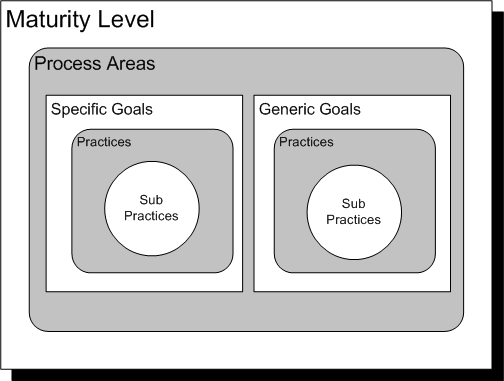 Maturity Level
Process Areas
Specific Goals
Practices
Sub
Practices
Generic Goals
Practices
Sub
Practices